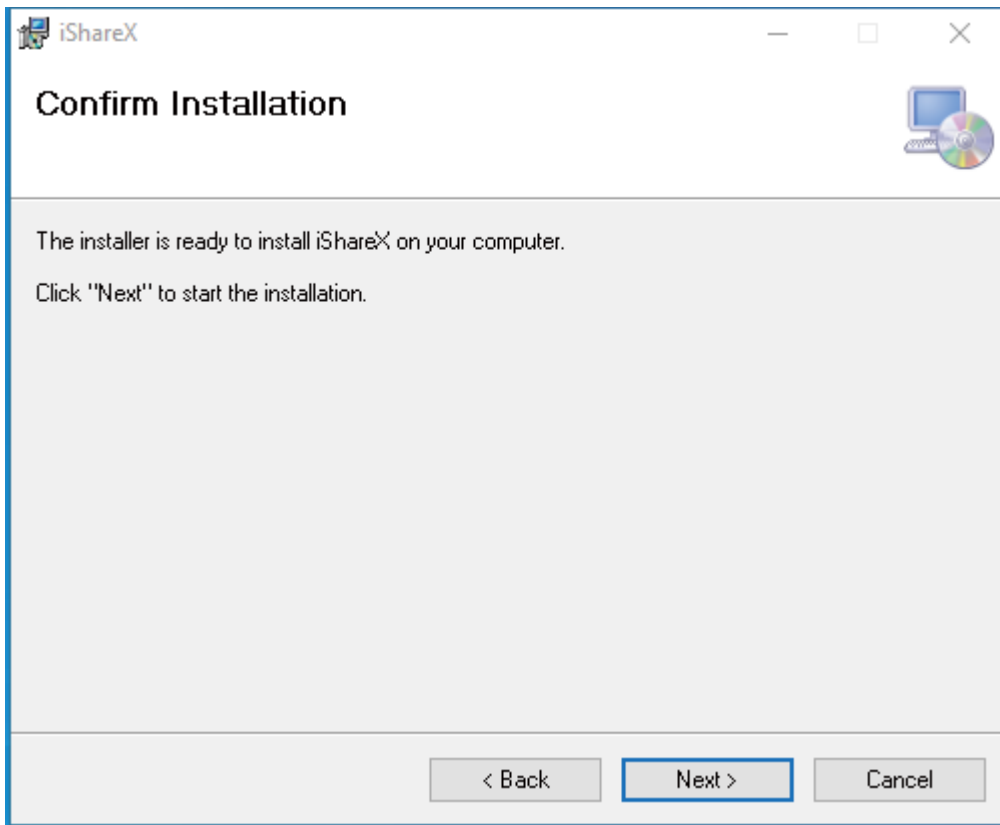 iShareX
Confirm Installation
The installer is ready to install iShareX on your computer.
Click "Next" to start the installation.
< Back
Next >
Cancel